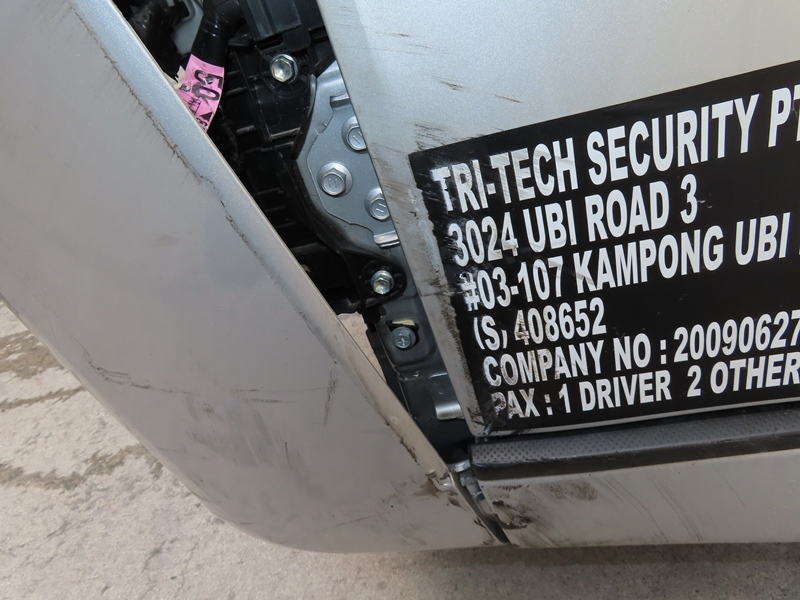 50
TRI-TECH SECURITY PT
3024 UBI ROAD 3
#03-107 KAMPONG UBI
(S) 408652
COMPANY NO : 20090627
PAX : 1 DRIVER 2 OTHER